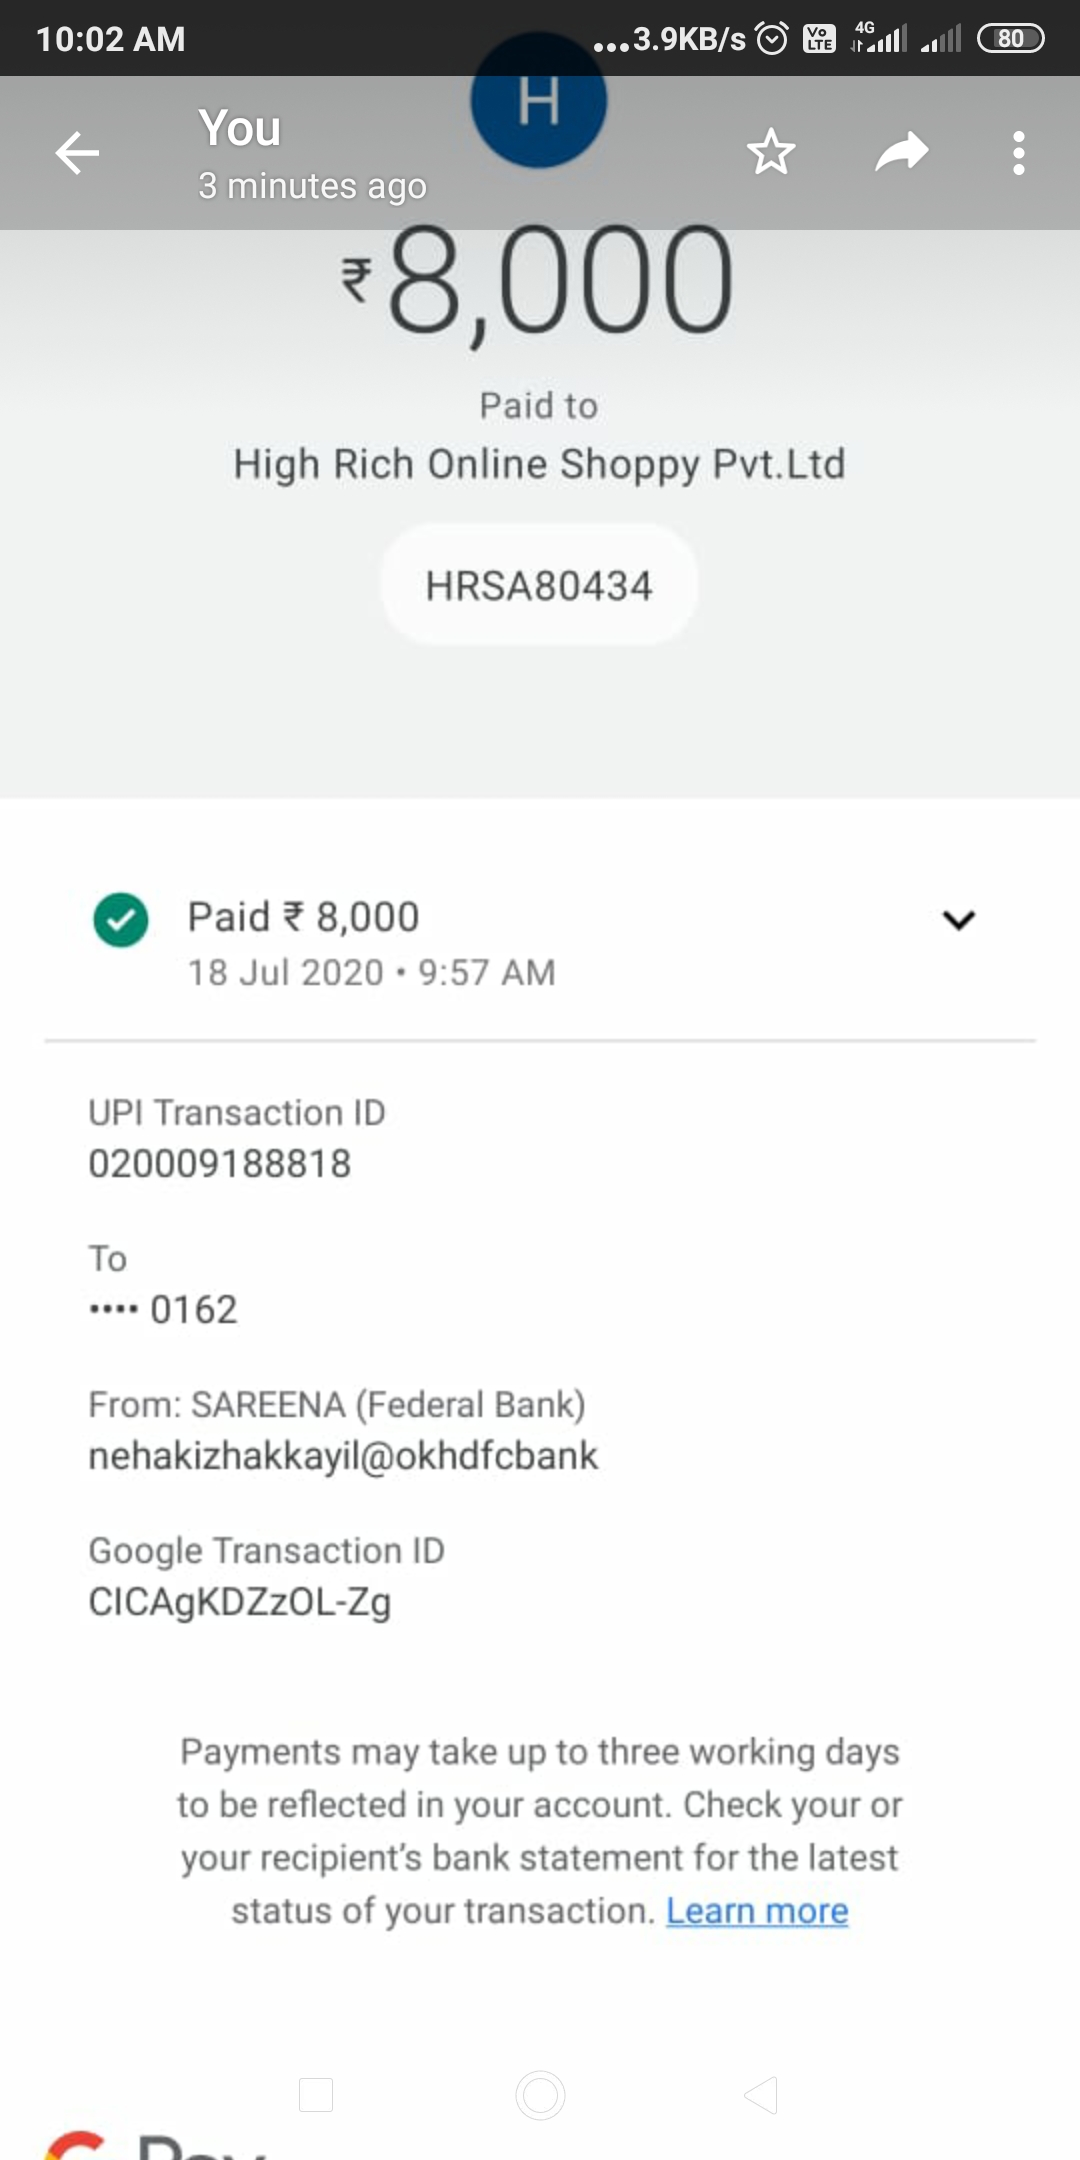 10:02 AM
...3.9KB/s Vo LTE 4G 80
H
You
3 minutes ago
₹8,000
Paid to
High Rich Online Shoppy Pvt.Ltd
HRSA80434
Paid ₹ 8,000
18 Jul 2020 • 9:57 AM
UPI Transaction ID
020009188818
To
•••• 0162
From: SAREENA (Federal Bank)
nehakizhakkayil@okhdfcbank
Google Transaction ID
CICAgKDZzOL-Zg
Payments may take up to three working days
to be reflected in your account. Check your or
your recipient's bank statement for the latest
status of your transaction. Learn more
G Pay